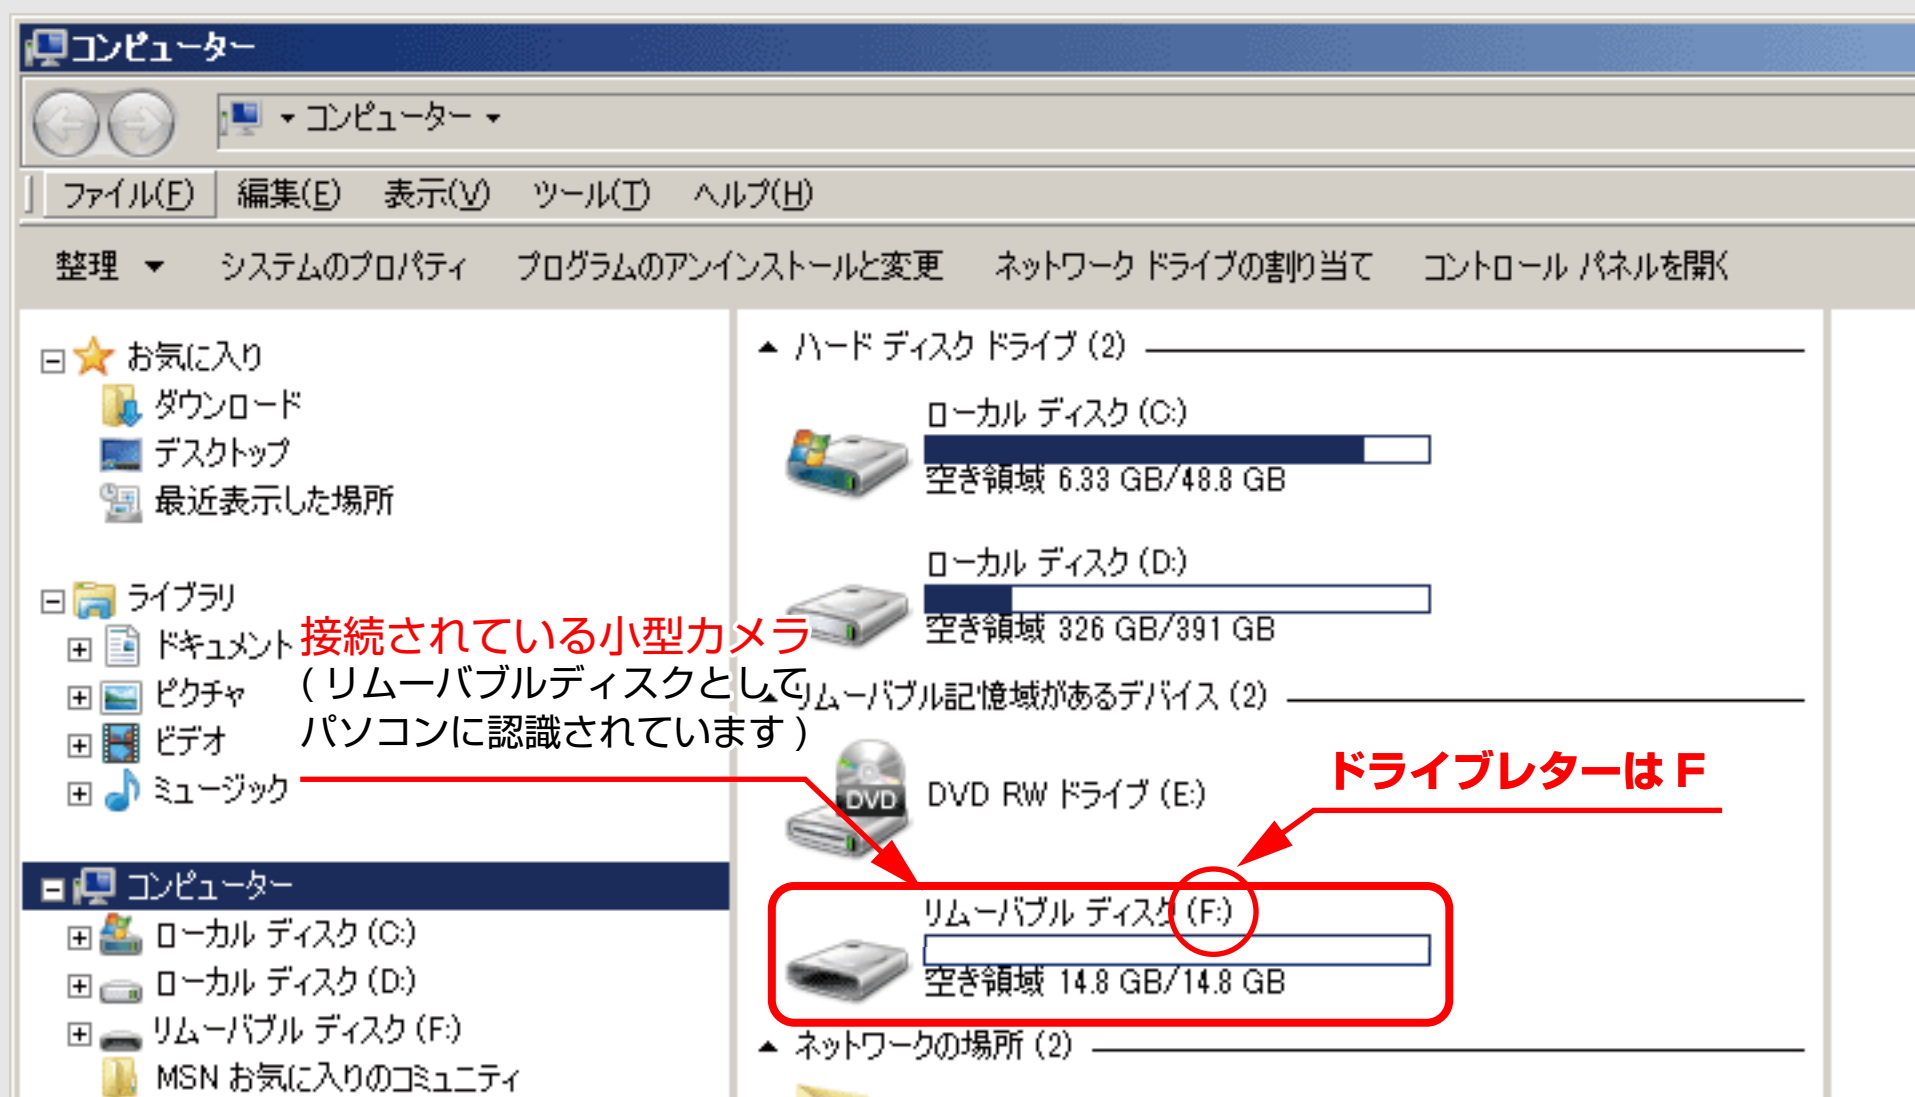 コンピューター
コンピューター
ファイル(F) 編集(E) 表示(V) ツール(T) ヘルプ(H)
整理 システムのプロパティ プログラムのアンインストールと変更 ネットワーク ドライブの割り当て コントロール パネルを開く
お気に入り
ダウンロード
デスクトップ
最近表示した場所
ライブラリ
ドキュメント
ピクチャ
ビデオ
ミュージック
コンピューター
ローカル ディスク (C:)
ローカル ディスク (D:)
リムーバブル ディスク (F:)
MSN お気に入りのコミュニティ
接続されている小型カメラ
(リムーバブルディスクとして
パソコンに認識されています)
ハード ディスク ドライブ (2)
ローカル ディスク (C:)
空き領域 6.33 GB/48.8 GB
ローカル ディスク (D:)
空き領域 326 GB/391 GB
リムーバブル記憶域があるデバイス (2)
DVD
DVD RW ドライブ (E:)
ドライブレターは F
リムーバブル ディスク (F:)
空き領域 14.8 GB/14.8 GB
ネットワークの場所 (2)